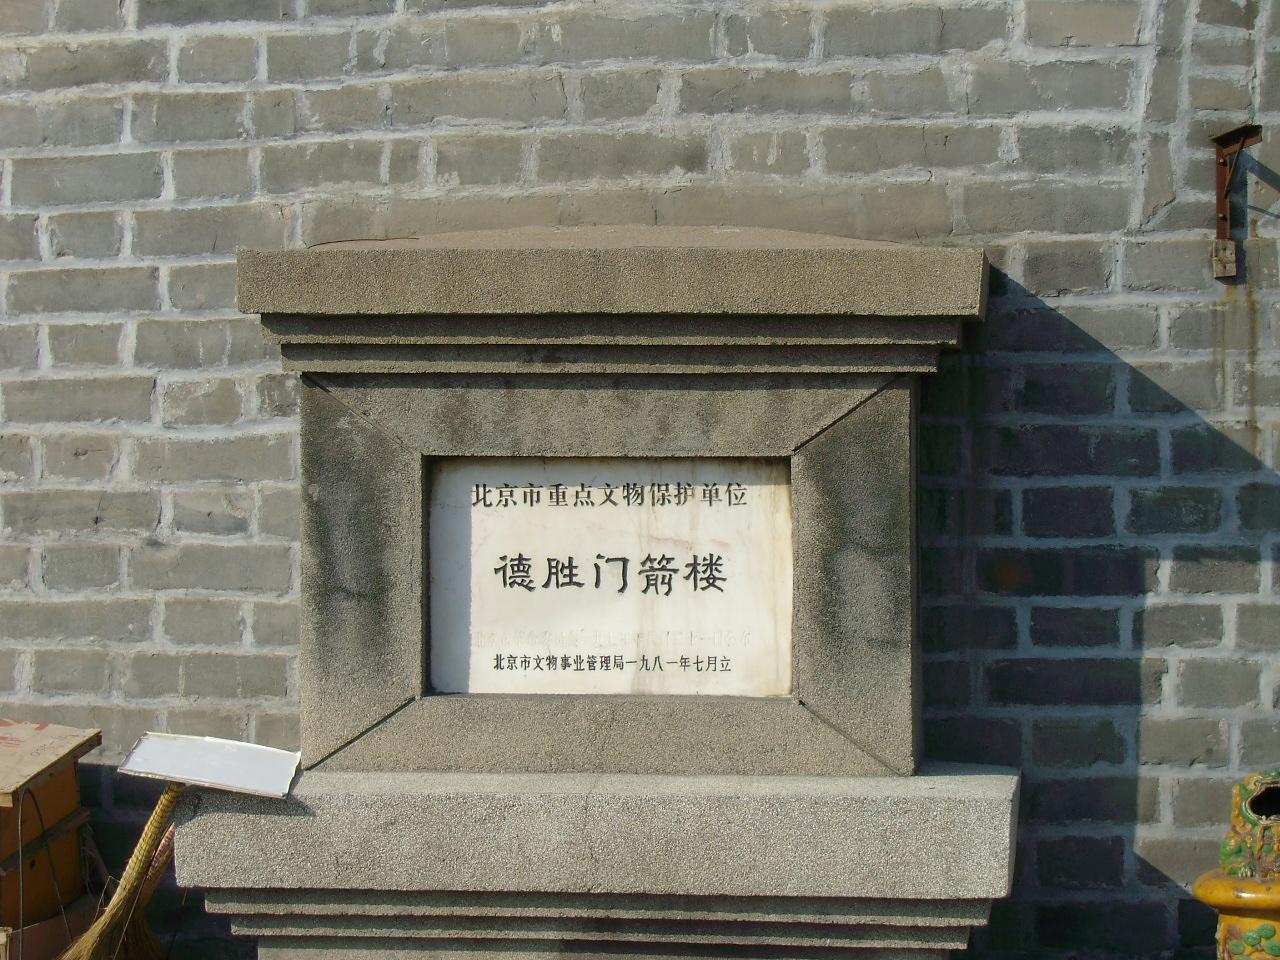 北京市重点文物保护单位
德胜门箭楼
北京市文物事业管理局一九八一年七月立